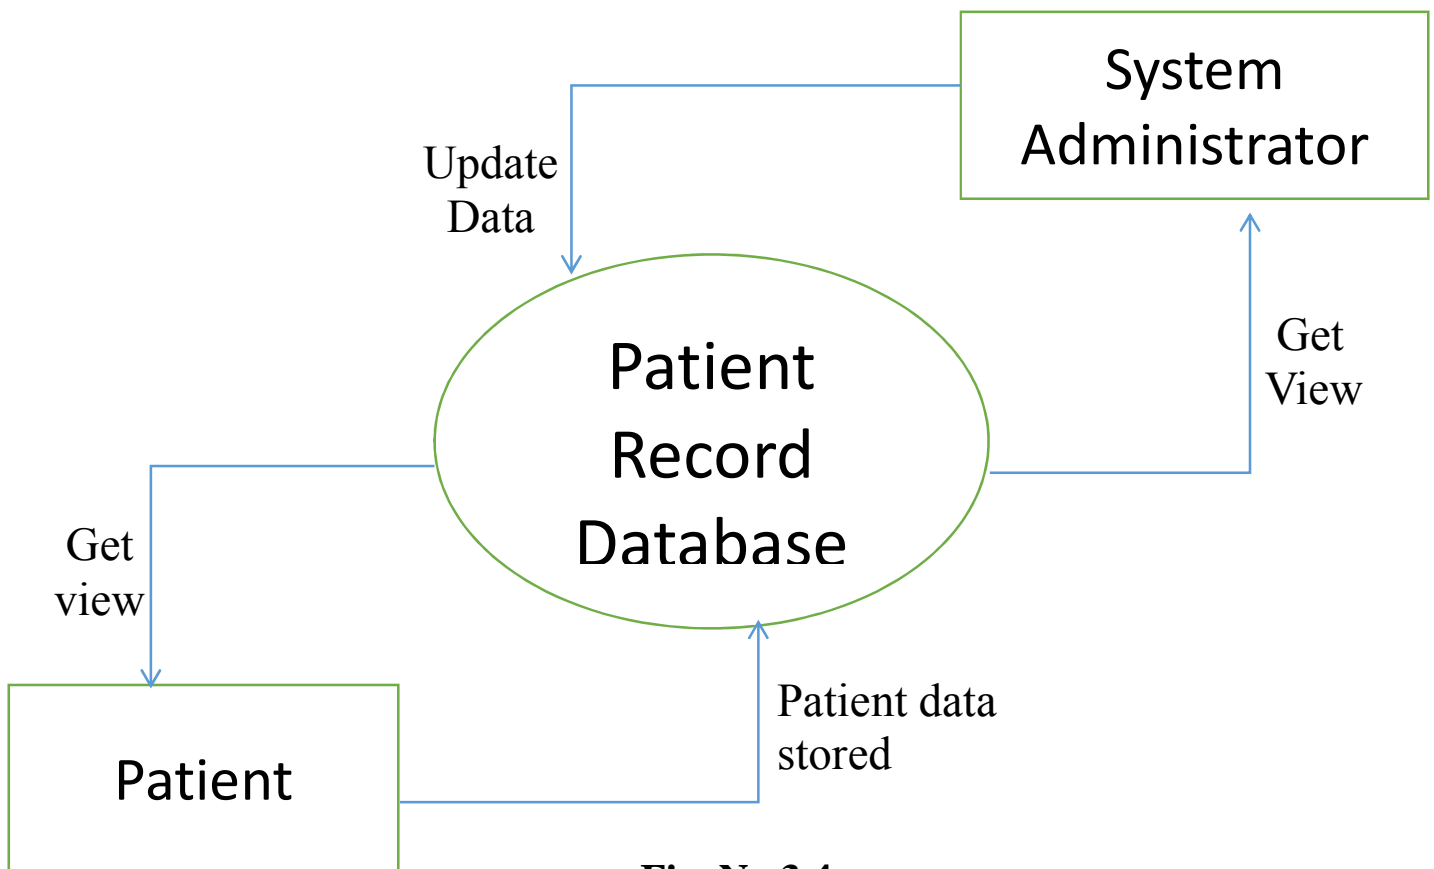 System
Administrator
Update
Data
Get
View
Patient
Record
Database
Get
view
Patient data
stored
Patient